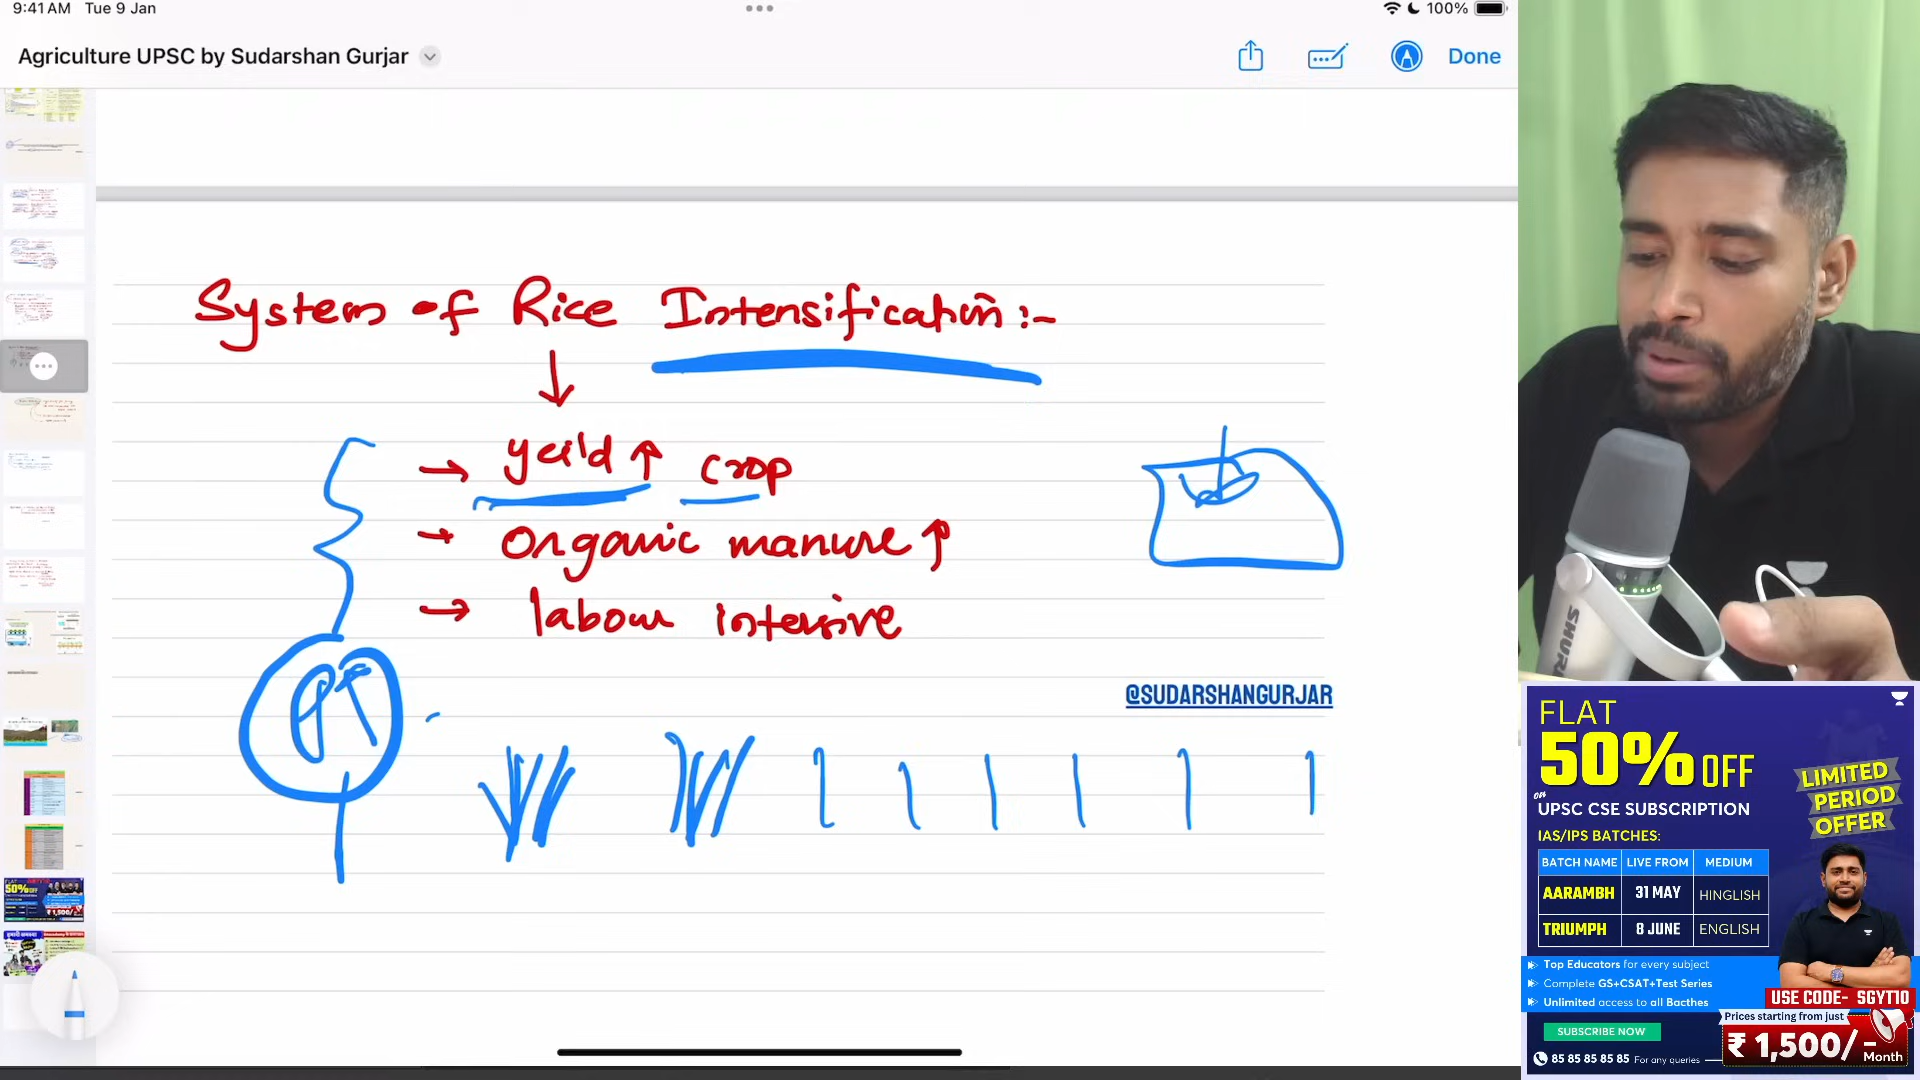 9:41 AM Tue 9 Jan
100%
Agriculture UPSC by Sudarshan Gurjar
Done
System of Rice Intensification :-
→ yeild ↑ crop
→ Organic manure ↑
→ labour intensive
@SUDARSHANGURJAR
SHURE
FLAT
50% OFF
on
UPSC CSE SUBSCRIPTION
LIMITED
PERIOD
OFFER
IAS/IPS BATCHES:
BATCH NAME LIVE FROM MEDIUM
AARAMBH 31 MAY HINGLISH
TRIUMPH 8 JUNE ENGLISH
Top Educators for every subject
Complete GS+CSAT+Test Series
Unlimited access to all Bacthes
USE CODE- SGYT10
SUBSCRIBE NOW
Prices starting from just
₹ 1,500/- Month
85 85 85 85 85 For any queries